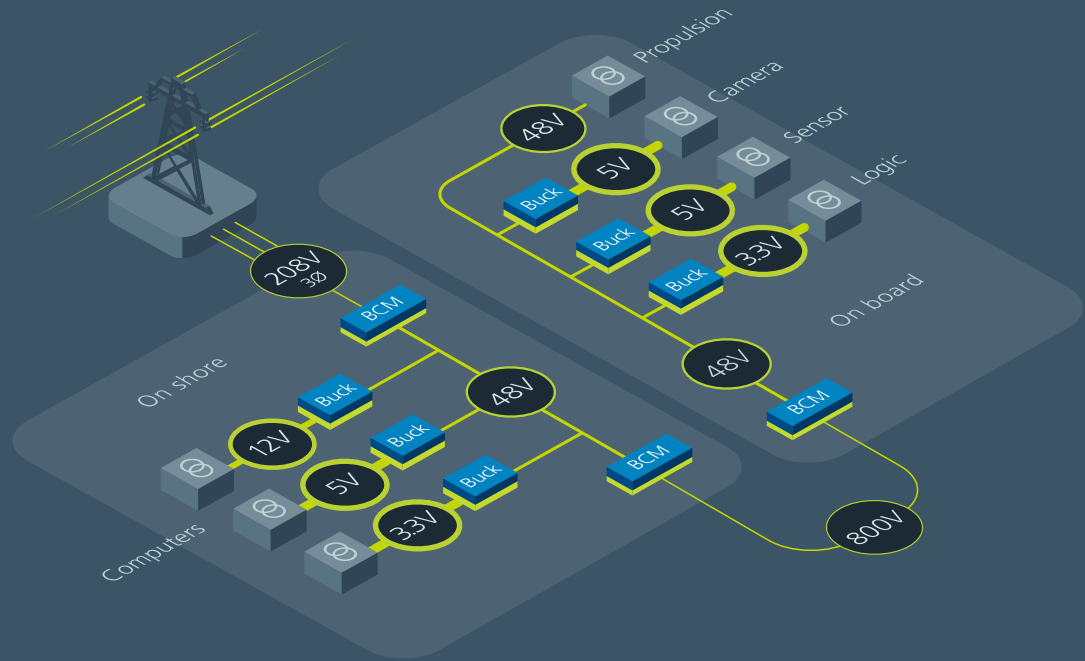 Propulsion
Camera
Sensor
Logic
48V
5V
5V
3.3V
Buck
Buck
Buck
On board
48V
BCM
208V
3Ø
BCM
On shore
48V
Buck
Buck
Buck
12V
5V
3.3V
BCM
Computers
800V